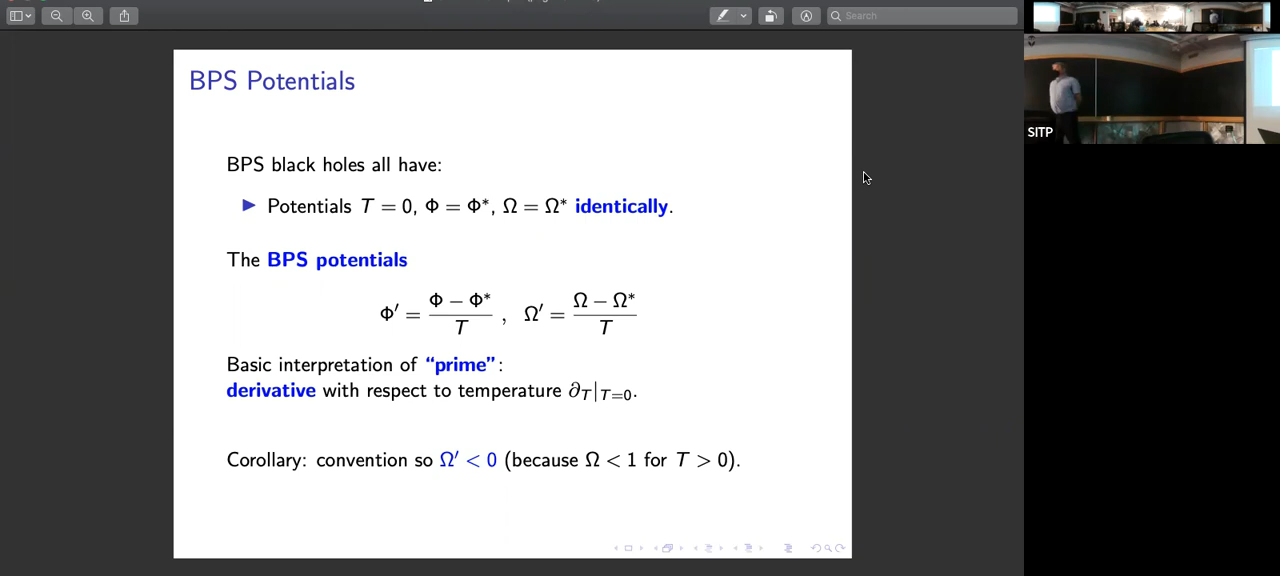 Search
BPS Potentials
BPS black holes all have:
▶ Potentials T = 0, Φ = Φ*, Ω = Ω* identically.
The BPS potentials
Φ′ = (Φ − Φ*)/T , Ω′ = (Ω − Ω*)/T
Basic interpretation of “prime”:
derivative with respect to temperature ∂_T|_{T=0}.
Corollary: convention so Ω′ < 0 (because Ω < 1 for T > 0).
SITP